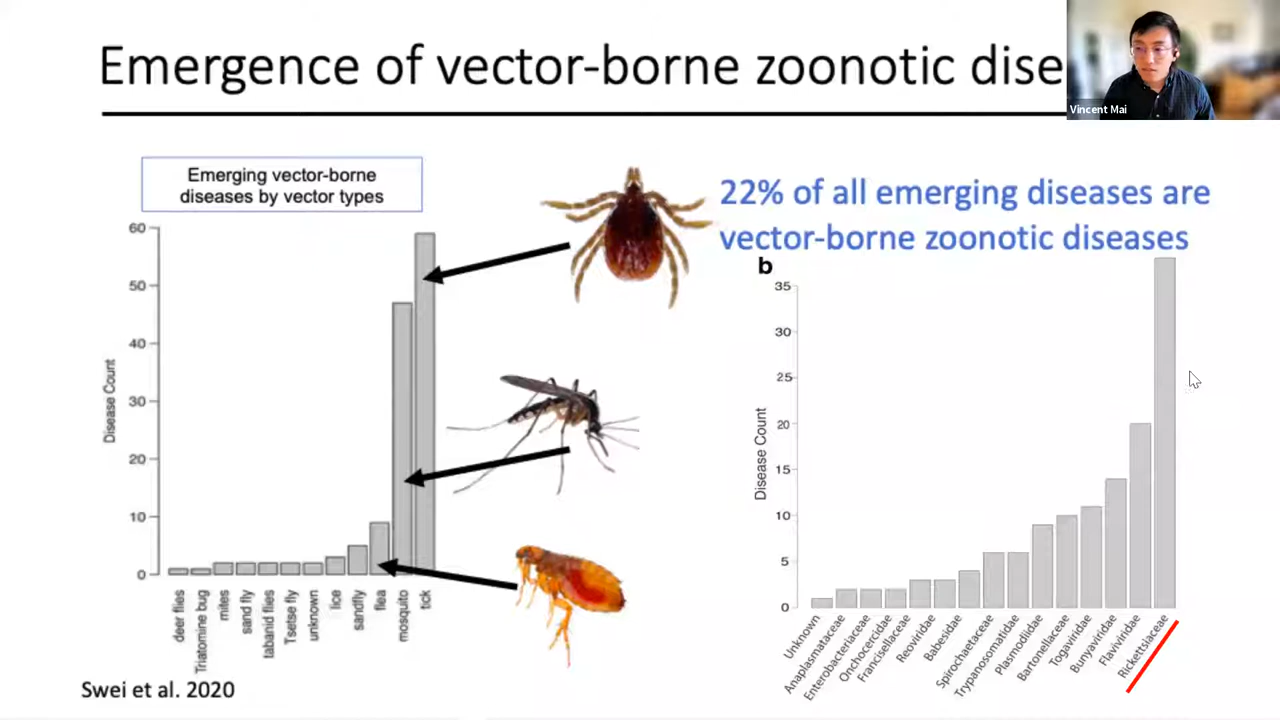 Emergence of vector-borne zoonotic dise
Vincent Mai
Emerging vector-borne
diseases by vector types
22% of all emerging diseases are
vector-borne zoonotic diseases
b
60
50
40
30
20
10
0
Disease Count
deer flies
Triatomine bug
mites
sand fly
tabanid flies
Tsetse fly
unknown
lice
sandfly
flea
mosquito
tick
35
30
25
20
15
10
5
0
Disease Count
Unknown
Anaplasmataceae
Enterobacteriaceae
Onchocercidae
Francisellaceae
Reoviridae
Babesidae
Spirochaetaceae
Trypanosomatidae
Plasmodiidae
Bartonellaceae
Togaviridae
Bunyaviridae
Flaviviridae
Rickettsiaceae
Swei et al. 2020